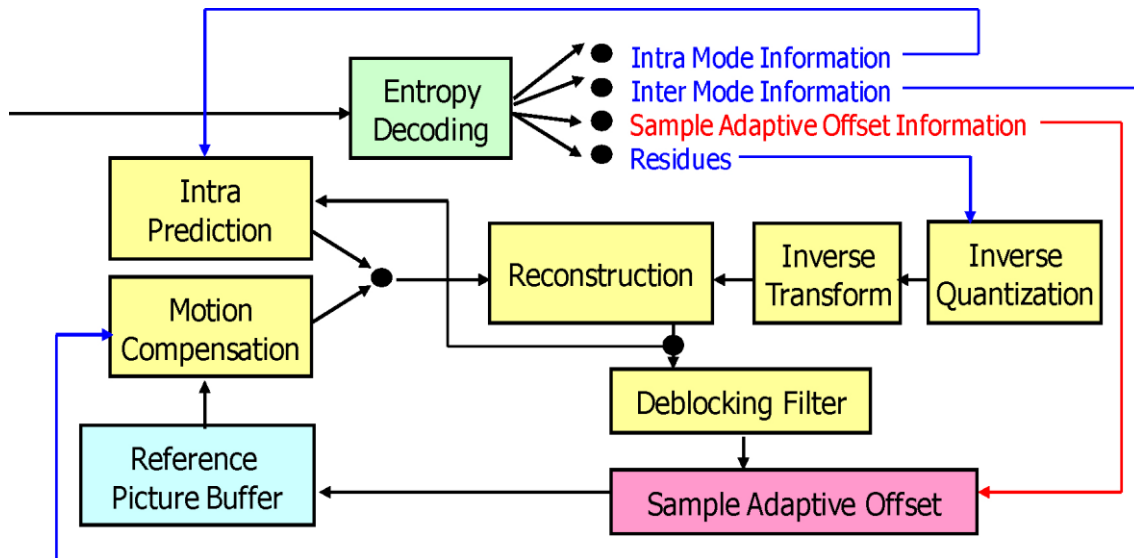 Entropy
Decoding
Intra Mode Information
Inter Mode Information
Sample Adaptive Offset Information
Residues
Intra
Prediction
Motion
Compensation
Reconstruction
Inverse
Transform
Inverse
Quantization
Deblocking Filter
Reference
Picture Buffer
Sample Adaptive Offset